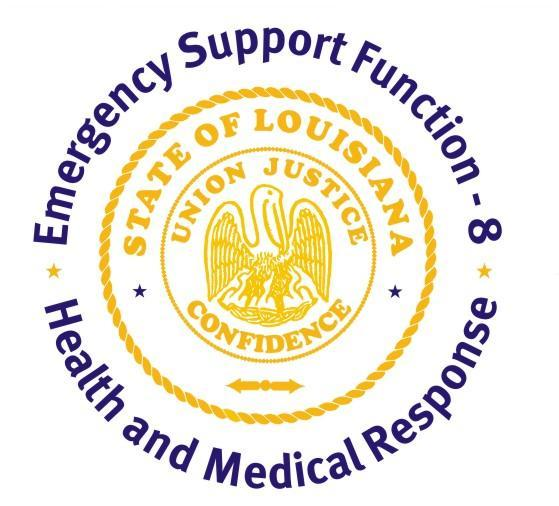 Emergency Support Function - 8
STATE OF LOUISIANA
UNION JUSTICE
CONFIDENCE
Health and Medical Response